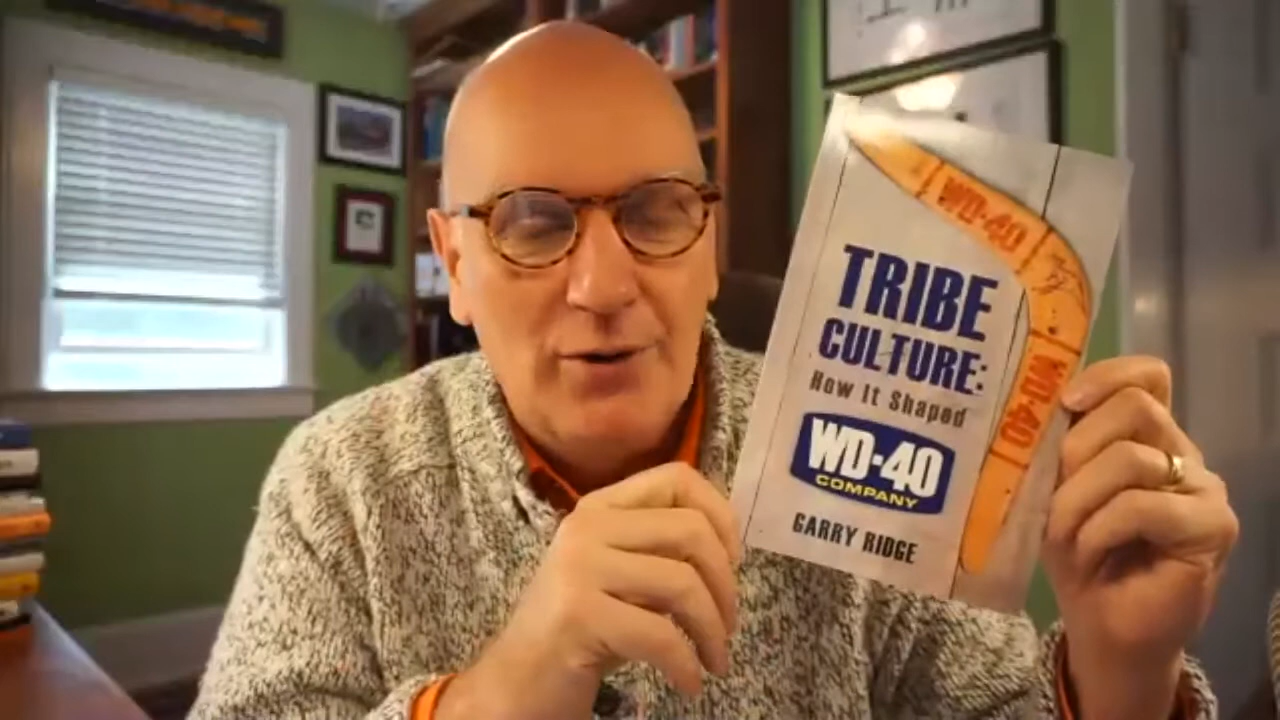 WD-40
TRIBE
CULTURE:
How It Shaped
WD-40
COMPANY
WD-40
GARRY RIDGE